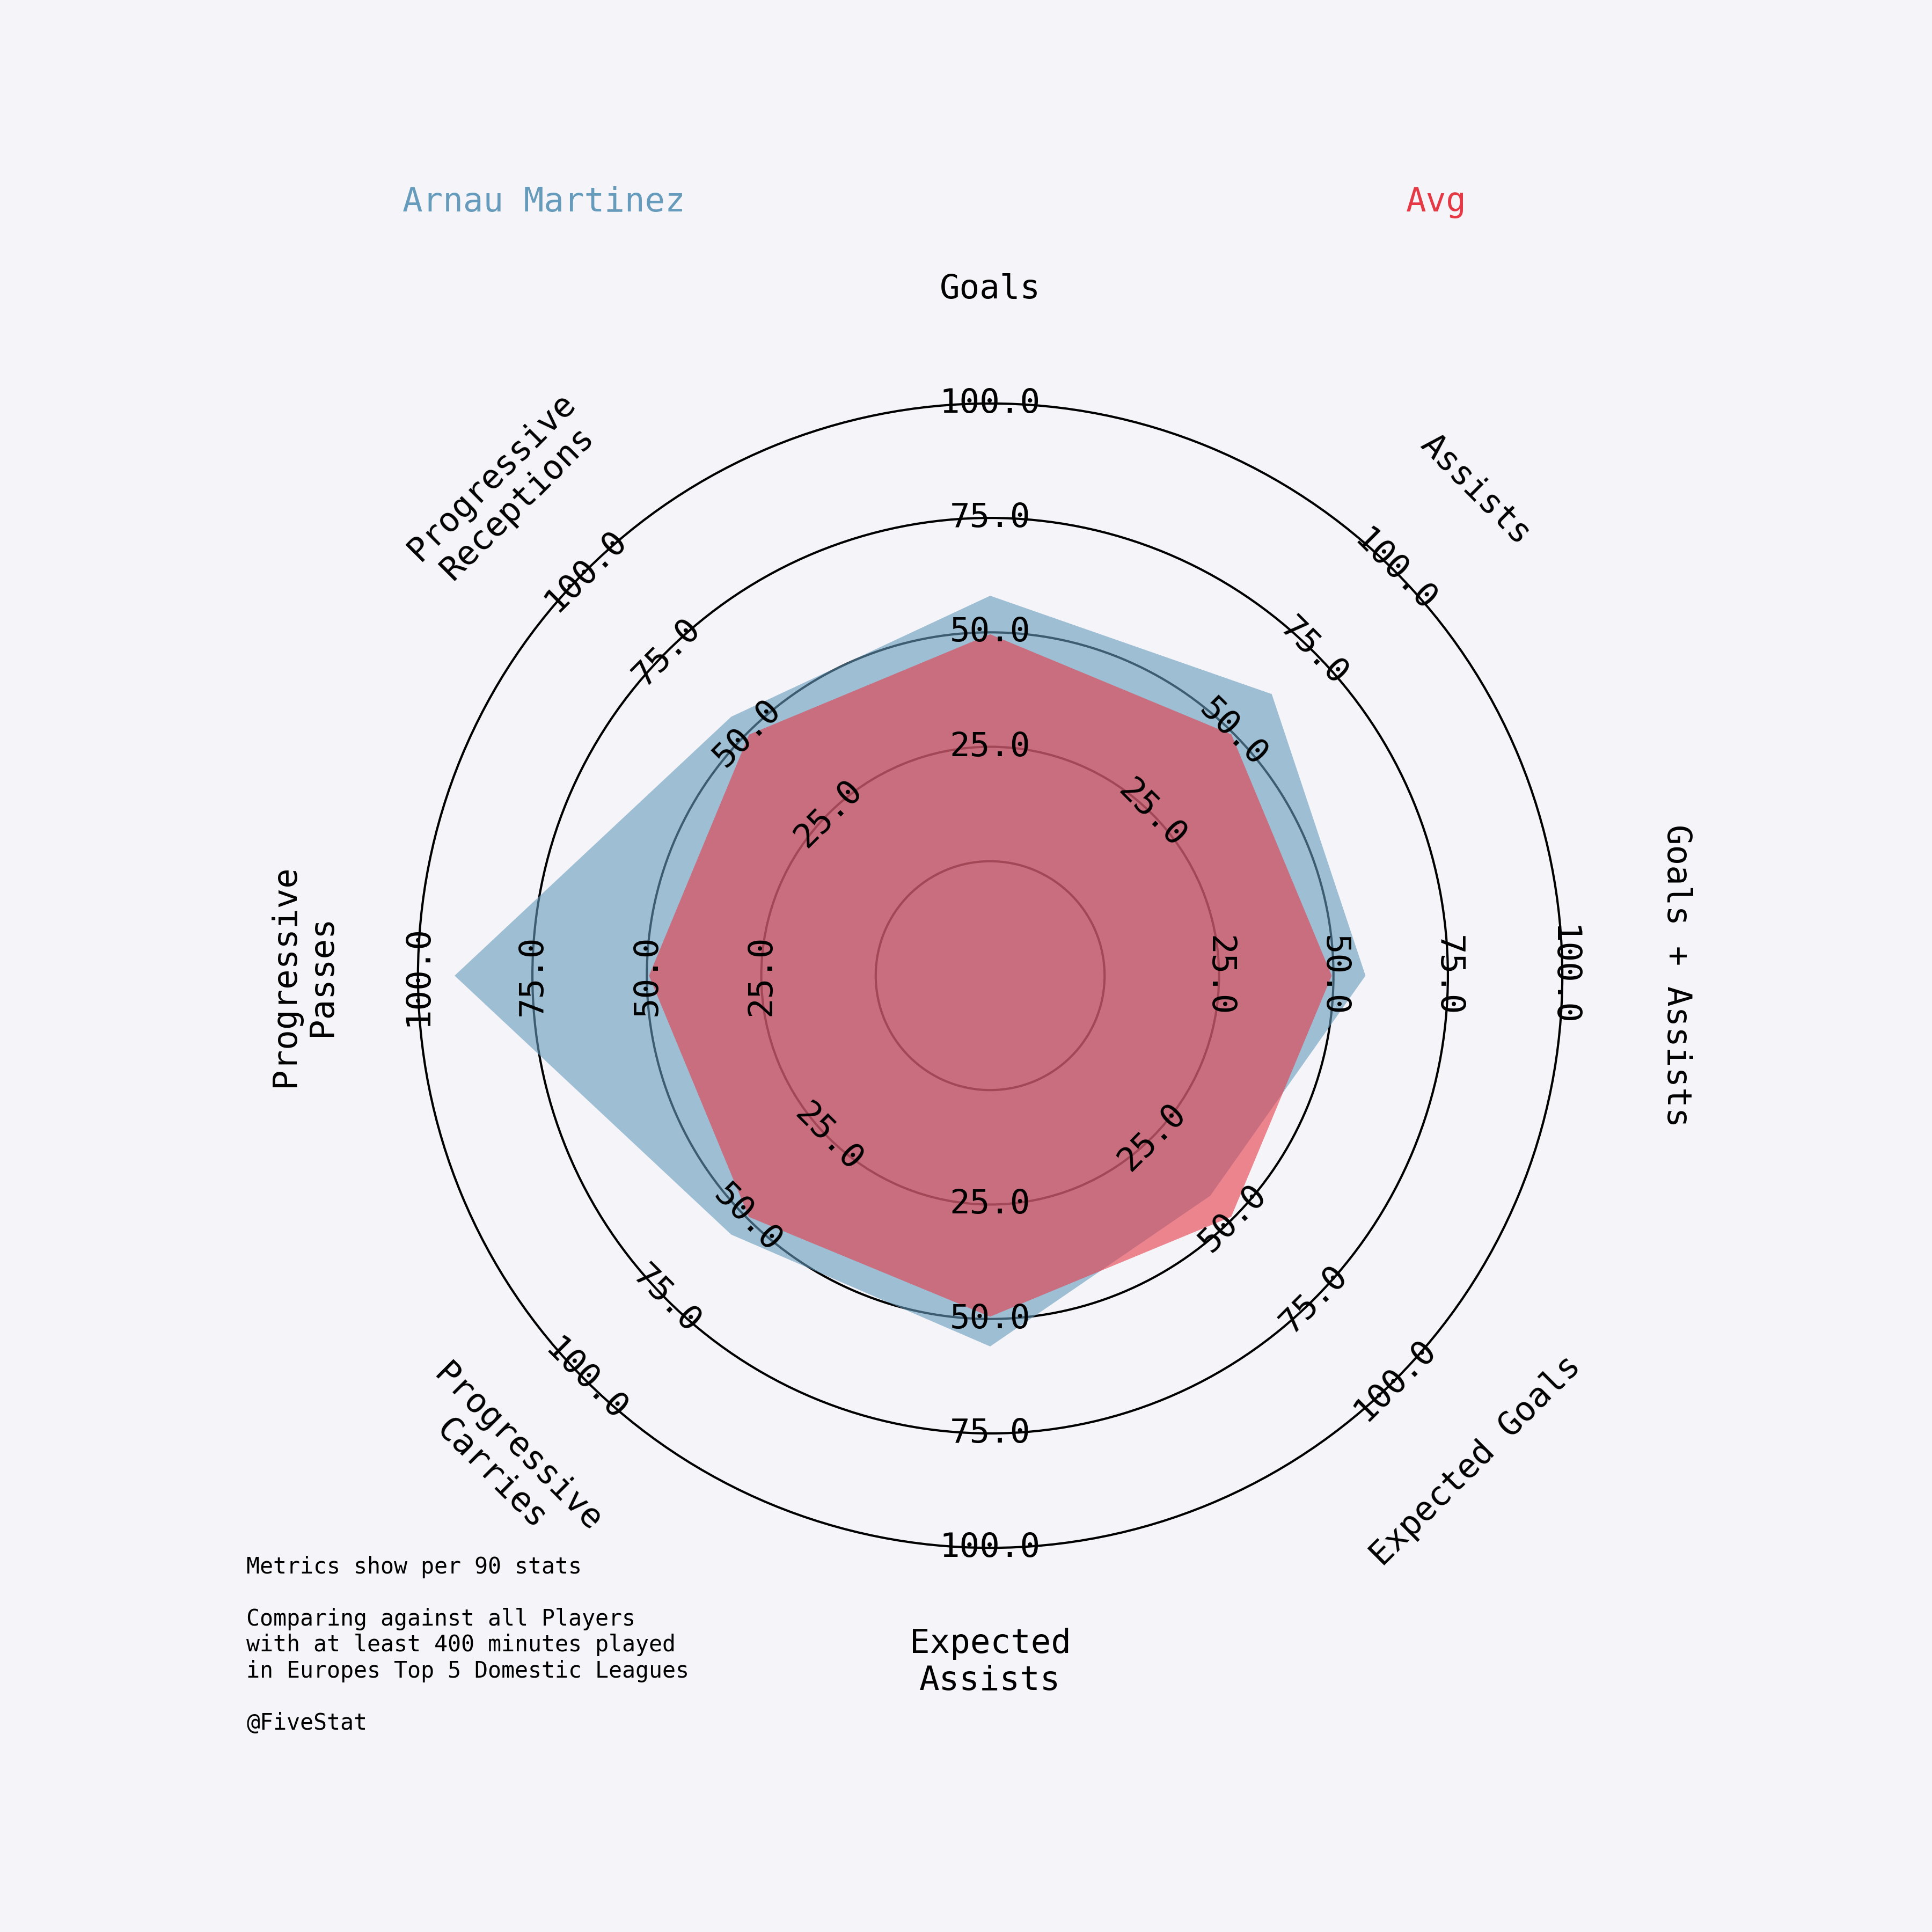 Arnau Martinez
Avg
Goals
Assists
Goals + Assists
Expected Goals
Expected
Assists
Progressive
Carries
Progressive
Passes
Progressive
Receptions
25.0
50.0
75.0
100.0
25.0
50.0
75.0
100.0
25.0
50.0
75.0
100.0
25.0
50.0
75.0
100.0
25.0
50.0
75.0
100.0
25.0
50.0
75.0
100.0
25.0
50.0
75.0
100.0
25.0
50.0
75.0
100.0
Metrics show per 90 stats
Comparing against all Players
with at least 400 minutes played
in Europes Top 5 Domestic Leagues
@FiveStat